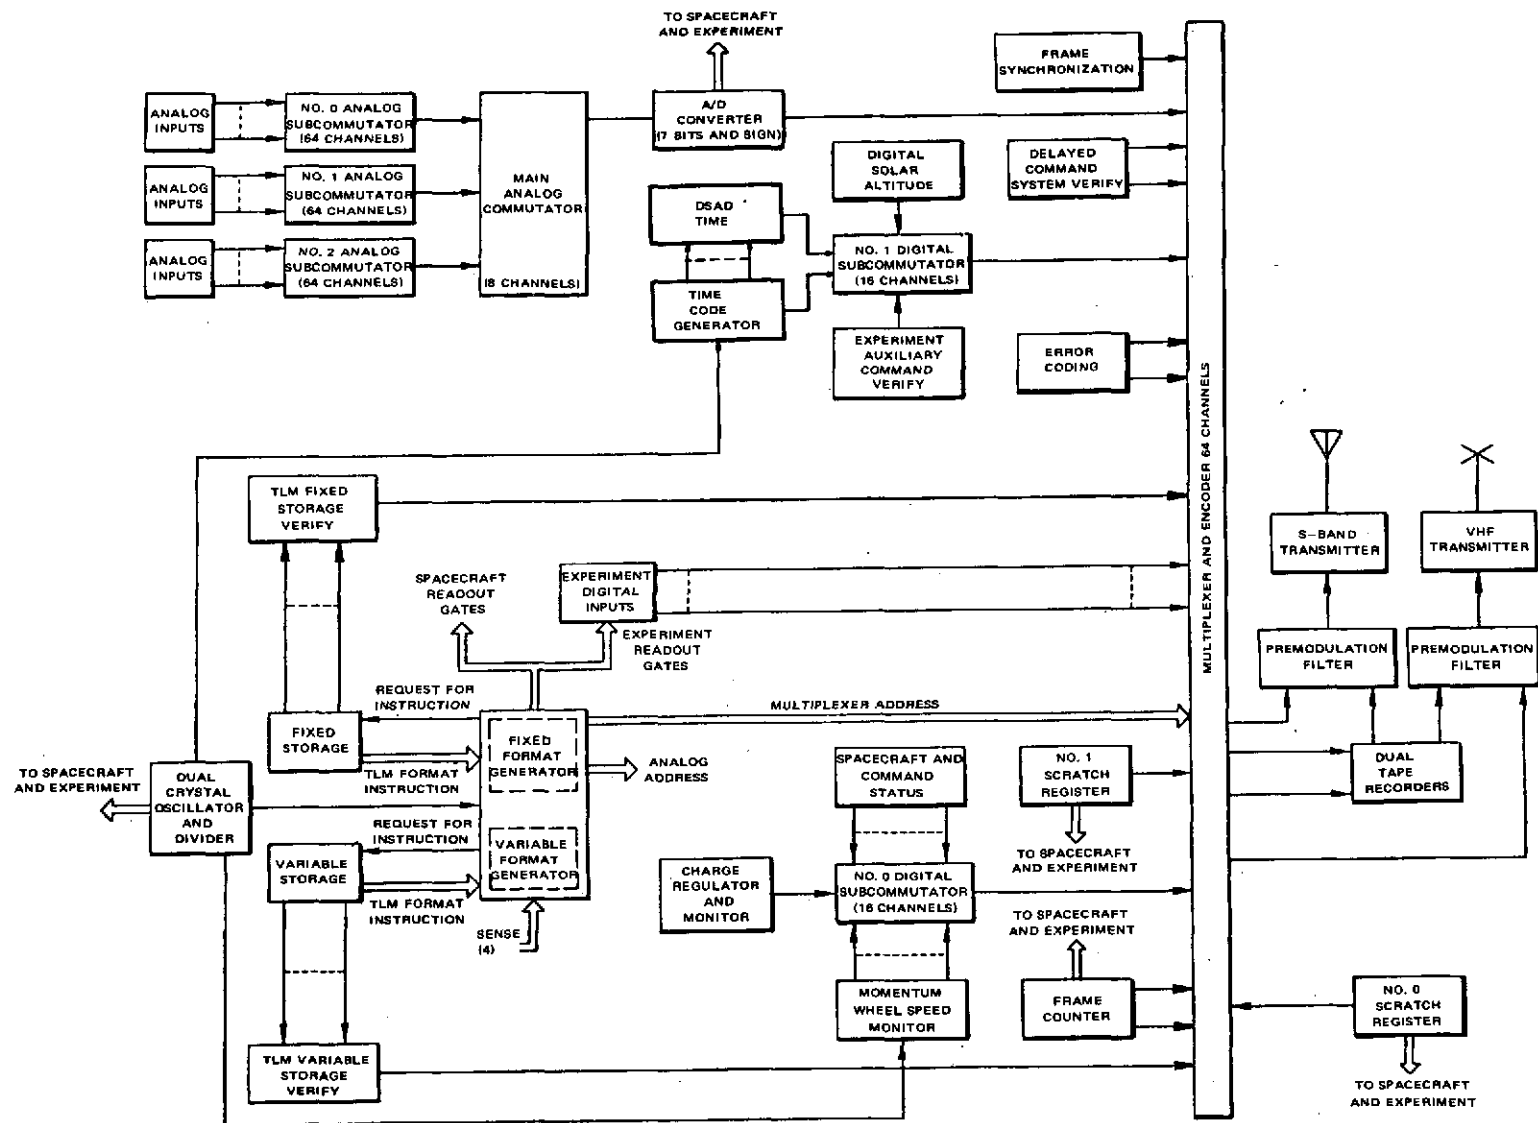 TO SPACECRAFT
AND EXPERIMENT
FRAME
SYNCHRONIZATION
ANALOG
INPUTS
NO. 0 ANALOG
SUBCOMMUTATOR
(64 CHANNELS)
A/D
CONVERTER
(7 BITS AND SIGN)
ANALOG
INPUTS
NO. 1 ANALOG
SUBCOMMUTATOR
(64 CHANNELS)
MAIN
ANALOG
COMMUTATOR
(8 CHANNELS)
DIGITAL
SOLAR
ALTITUDE
DELAYED
COMMAND
SYSTEM VERIFY
DSAD
TIME
ANALOG
INPUTS
NO. 2 ANALOG
SUBCOMMUTATOR
(64 CHANNELS)
NO. 1 DIGITAL
SUBCOMMUTATOR
(16 CHANNELS)
TIME
CODE
GENERATOR
EXPERIMENT
AUXILIARY
COMMAND
VERIFY
ERROR
CODING
MULTIPLEXER AND ENCODER 64 CHANNELS
TLM FIXED
STORAGE
VERIFY
S-BAND
TRANSMITTER
VHF
TRANSMITTER
SPACECRAFT
READOUT
GATES
EXPERIMENT
DIGITAL
INPUTS
EXPERIMENT
READOUT
GATES
PREMODULATION
FILTER
PREMODULATION
FILTER
REQUEST FOR
INSTRUCTION
MULTIPLEXER ADDRESS
FIXED
STORAGE
FIXED
FORMAT
GENERATOR
TLM FORMAT
INSTRUCTION
ANALOG
ADDRESS
SPACECRAFT AND
COMMAND
STATUS
NO. 1
SCRATCH
REGISTER
DUAL
TAPE
RECORDERS
TO SPACECRAFT
AND EXPERIMENT
DUAL
CRYSTAL
OSCILLATOR
AND
DIVIDER
REQUEST FOR
INSTRUCTION
VARIABLE
STORAGE
VARIABLE
FORMAT
GENERATOR
TLM FORMAT
INSTRUCTION
SENSE
(4)
CHARGE
REGULATOR
AND
MONITOR
NO. 0 DIGITAL
SUBCOMMUTATOR
(16 CHANNELS)
TO SPACECRAFT
AND EXPERIMENT
TO SPACECRAFT
AND EXPERIMENT
MOMENTUM
WHEEL SPEED
MONITOR
FRAME
COUNTER
NO. 0
SCRATCH
REGISTER
TLM VARIABLE
STORAGE
VERIFY
TO SPACECRAFT
AND EXPERIMENT